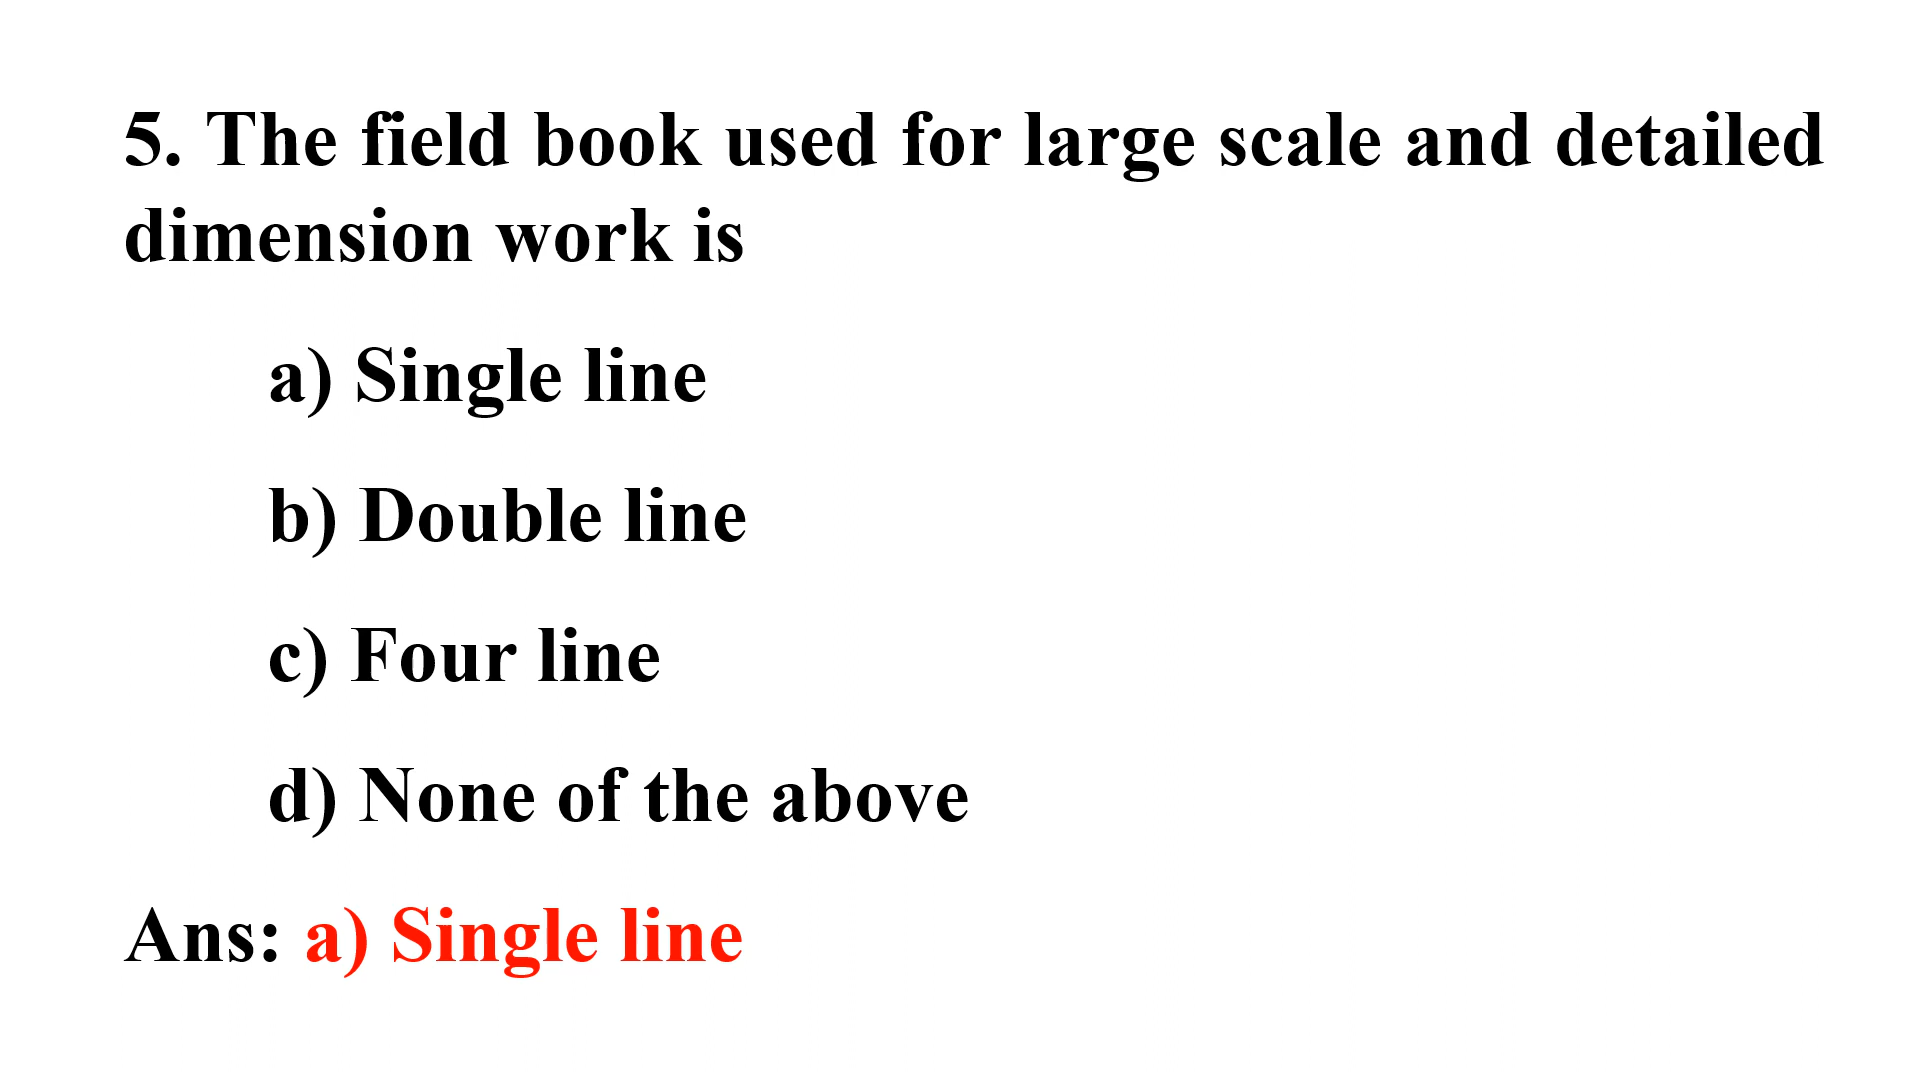 5. The field book used for large scale and detailed
dimension work is
a) Single line
b) Double line
c) Four line
d) None of the above
Ans: a) Single line